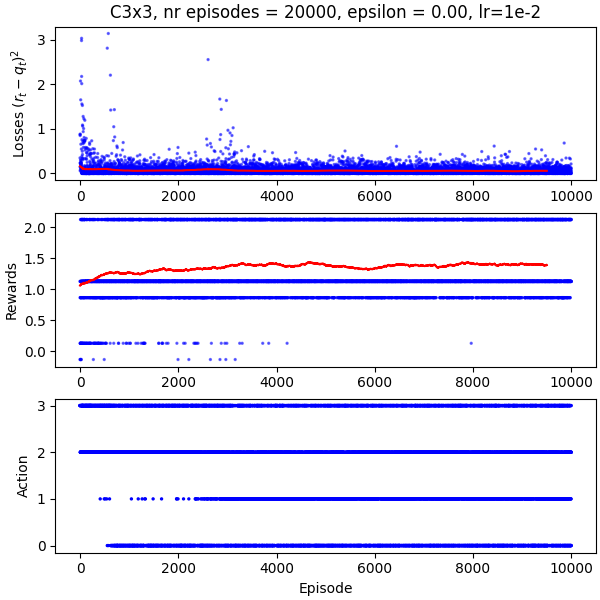 C3x3, nr episodes = 20000, epsilon = 0.00, lr=1e-2
Losses $(r_t - q_t)^2$
3
2
1
0
0 2000 4000 6000 8000 10000
Rewards
2.0
1.5
1.0
0.5
0.0
0 2000 4000 6000 8000 10000
Action
3
2
1
0
0 2000 4000 6000 8000 10000
Episode